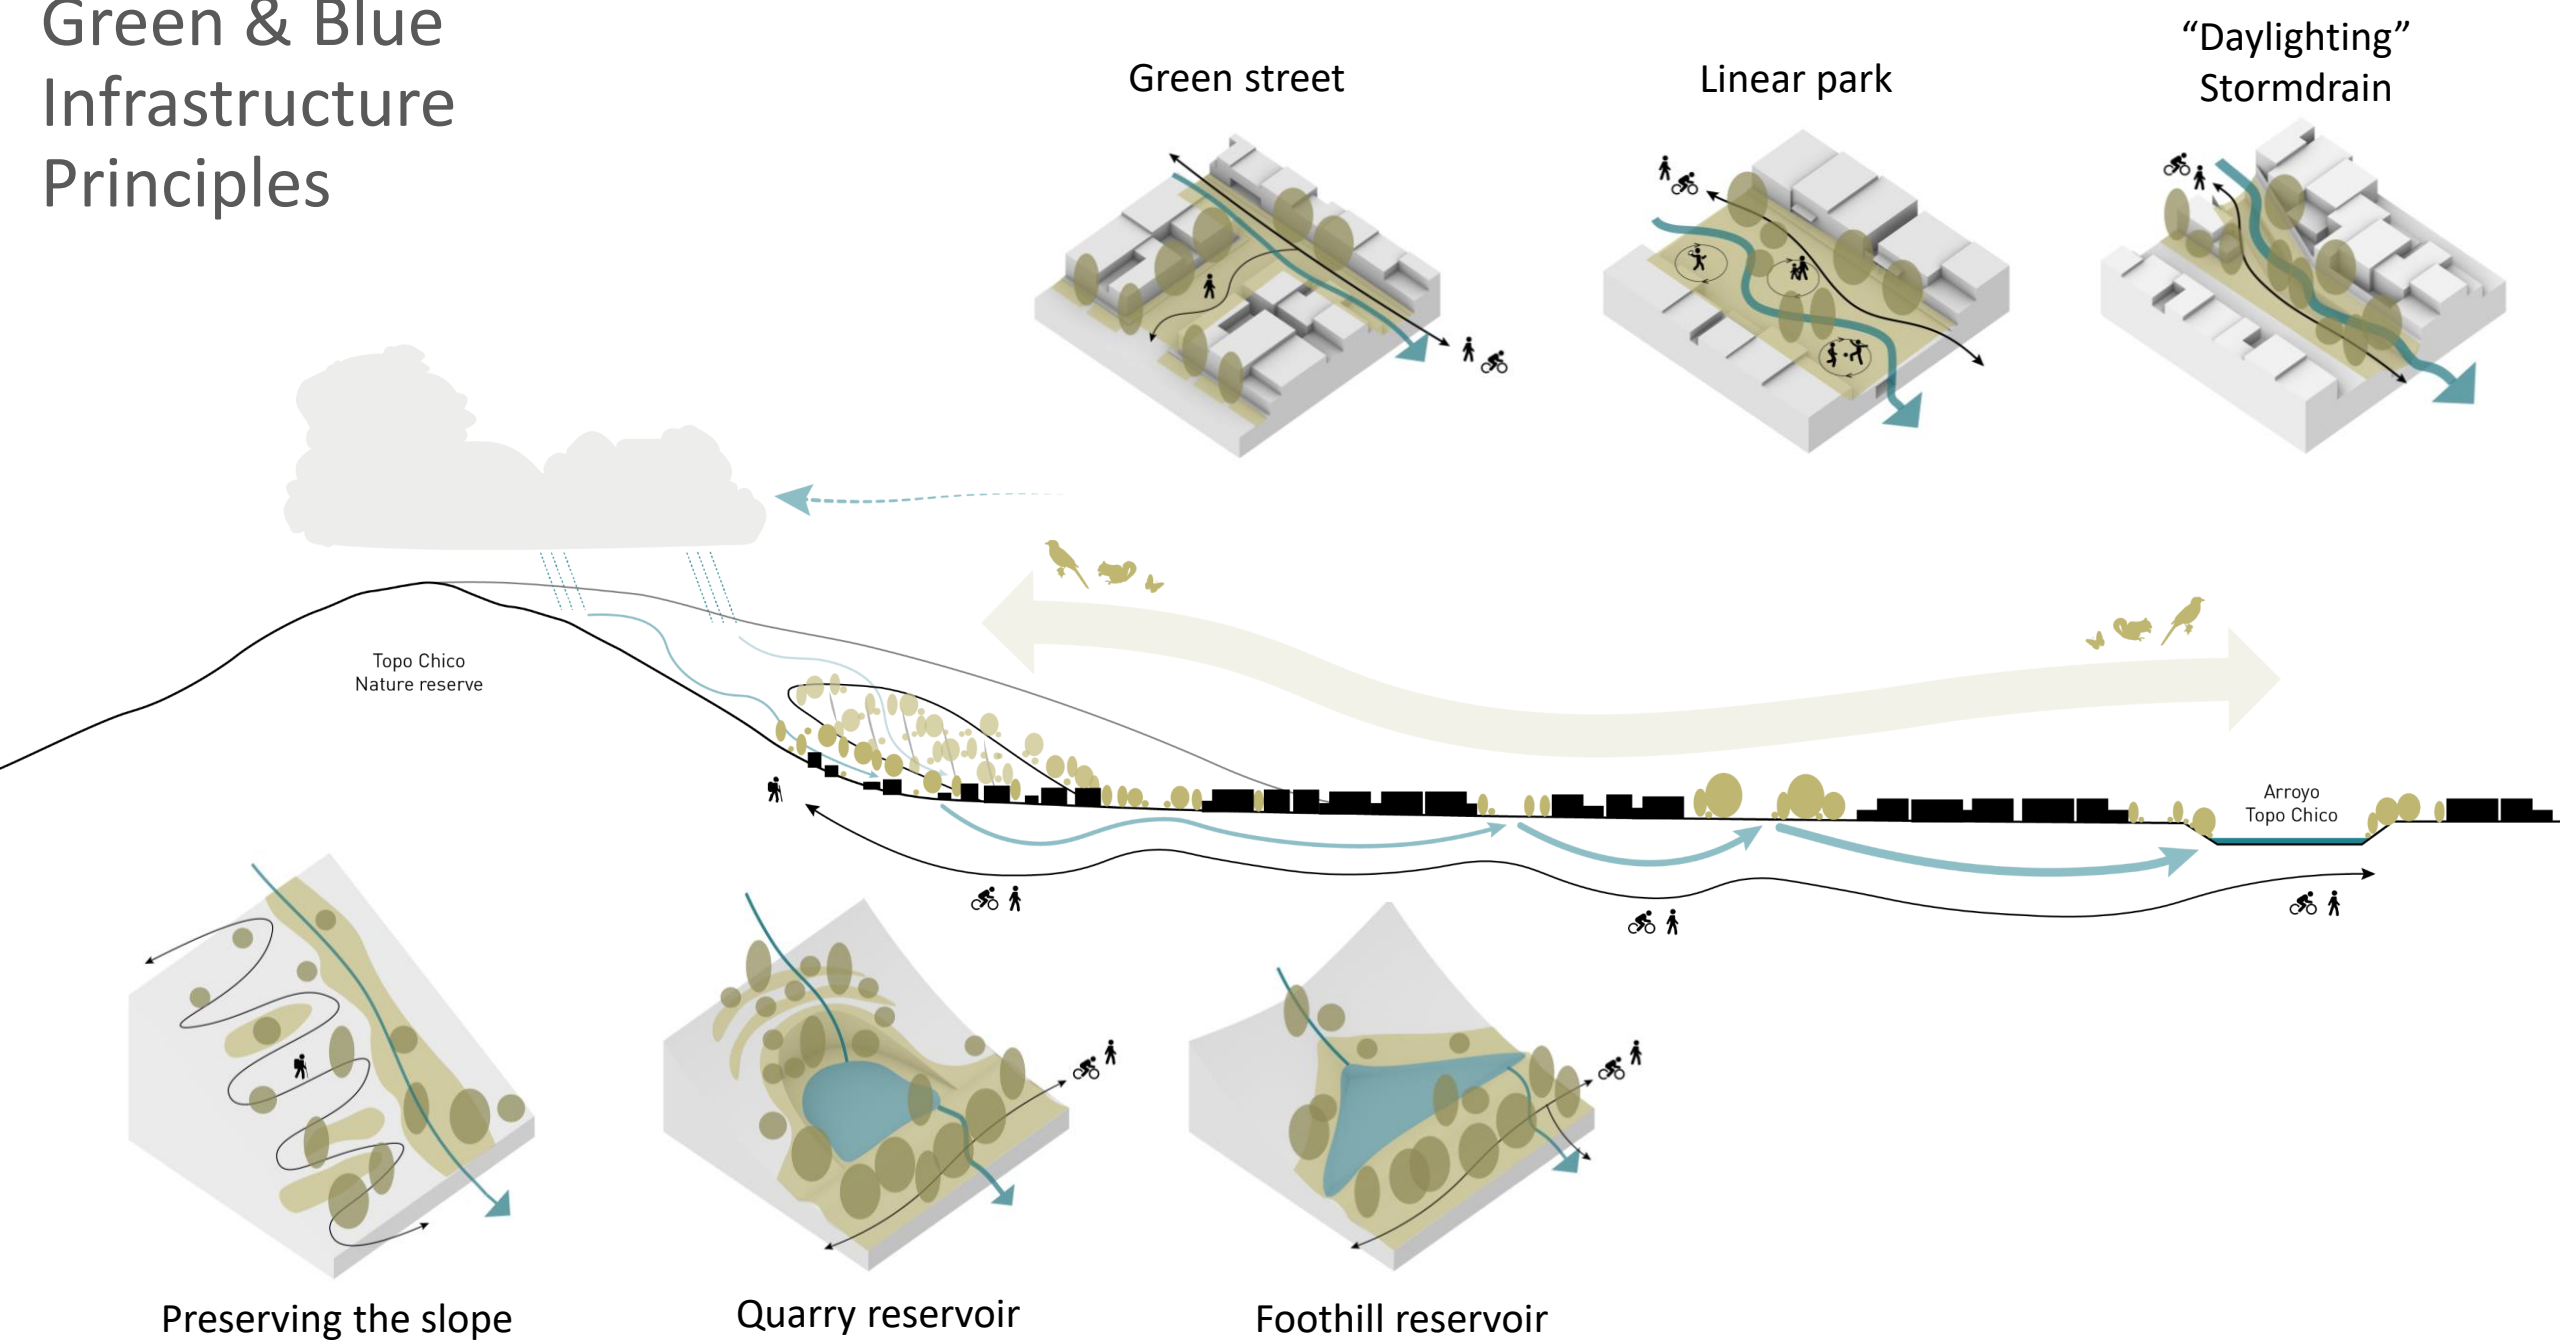 Green & Blue
Infrastructure
Principles
Green street
Linear park
“Daylighting”
Stormdrain
Topo Chico
Nature reserve
Arroyo
Topo Chico
Preserving the slope
Quarry reservoir
Foothill reservoir